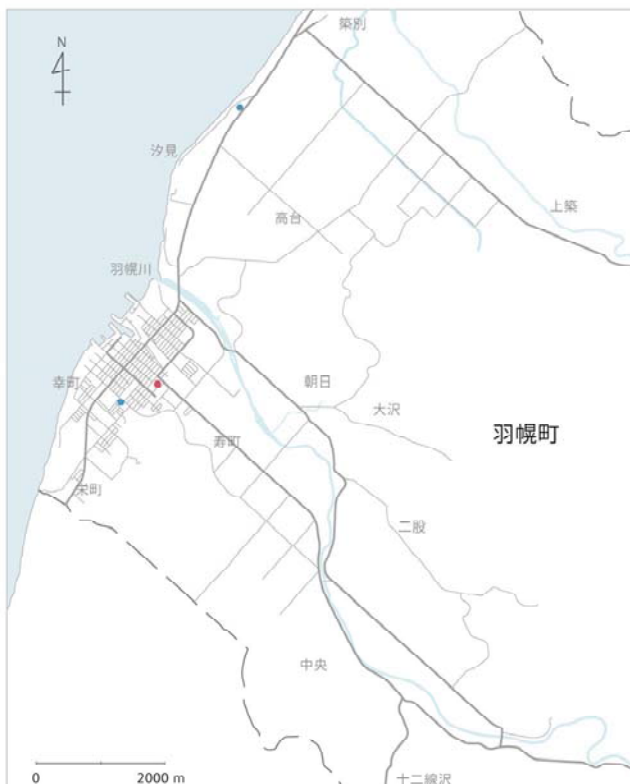 築別
N
汐見
上築
高台
羽幌川
朝日
幸町
大沢
羽幌町
寿町
栄町
二股
中央
0 2000 m
十二線沢